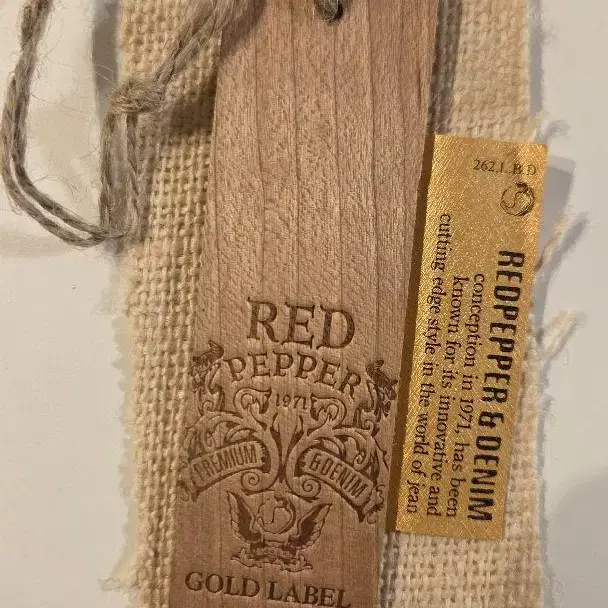 RED
PEPPER
1971
PREMIUM & DENIM
GOLD LABEL
262.L.B.D
REDPEPPER & DENIM
conception in 1971, has been
known for its innovative and
cutting edge style in the world of jean